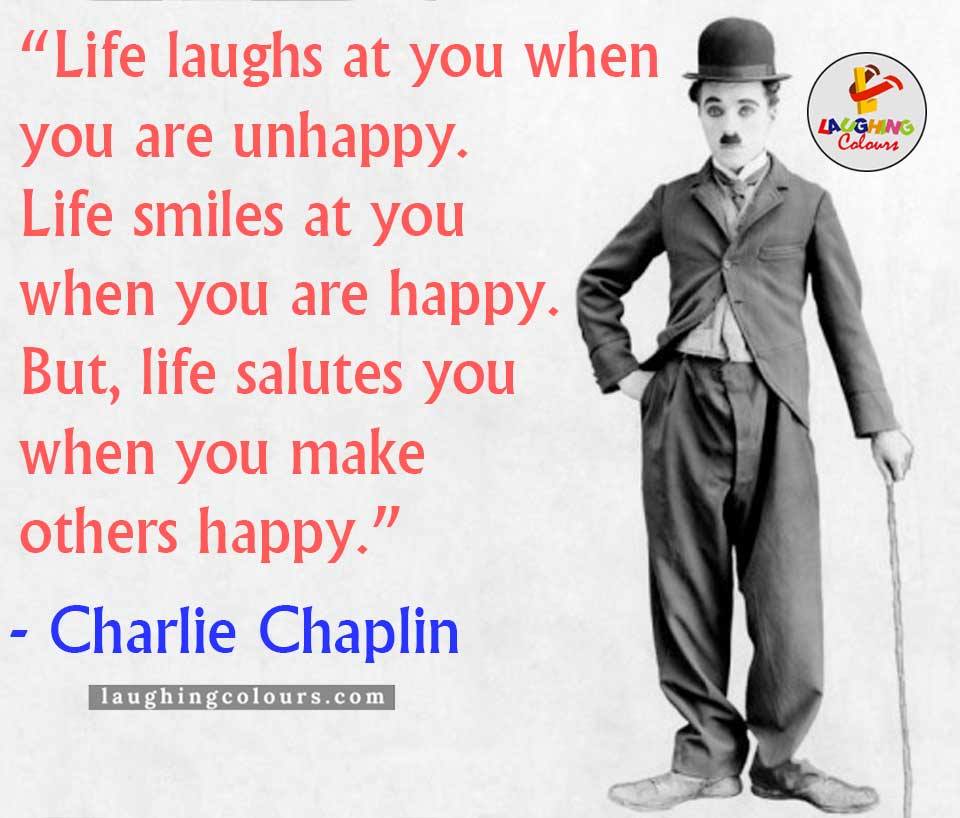 “Life laughs at you when
you are unhappy.
Life smiles at you
when you are happy.
But, life salutes you
when you make
others happy.”
- Charlie Chaplin
laughingcolours.com
LAUGHING
Colours